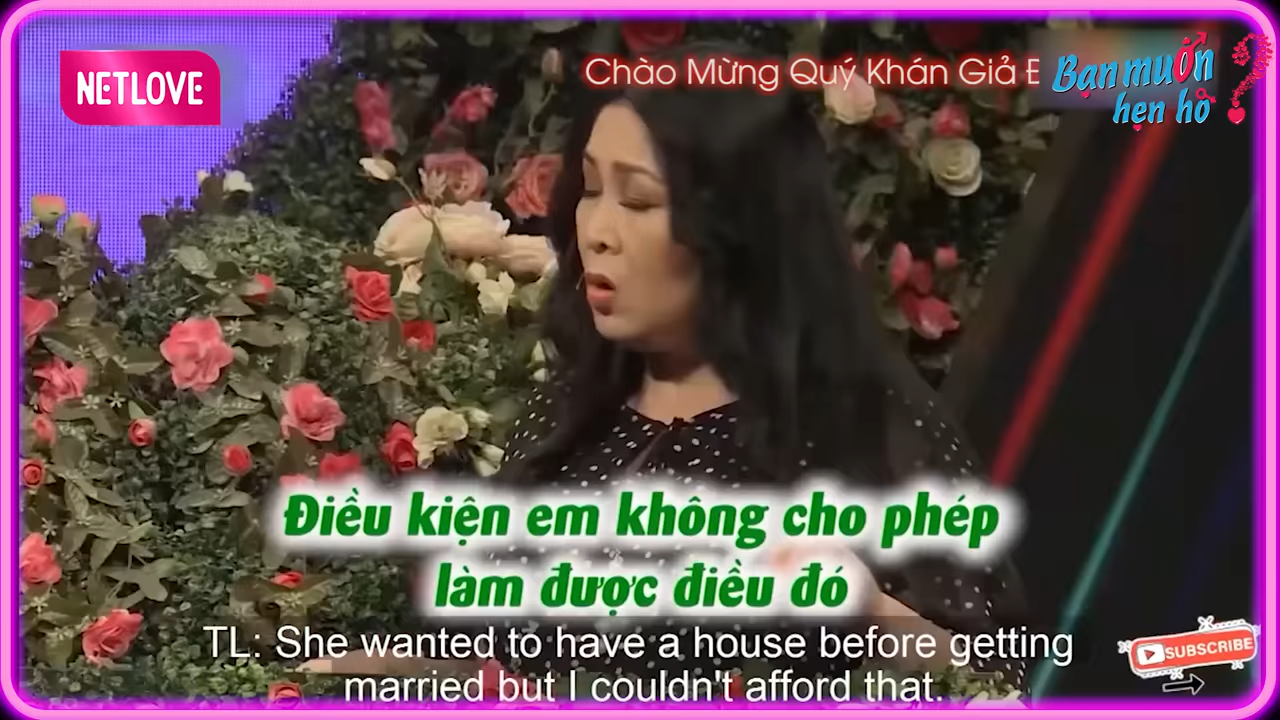 NETLOVE
Chào Mừng Quý Khán Giả Đ
Bạn muốn
hẹn hò
?
Điều kiện em không cho phép
làm được điều đó
TL: She wanted to have a house before getting
married but I couldn't afford that.
SUBSCRIBE